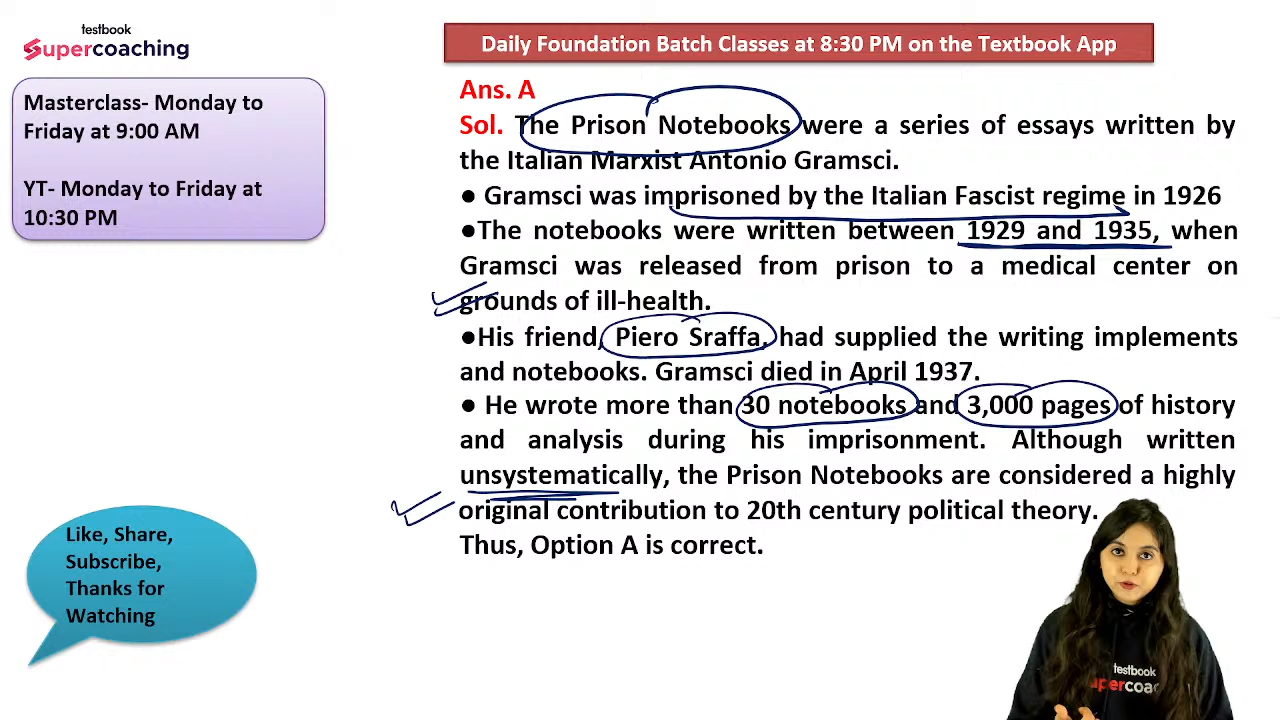 testbook
Supercoaching
Daily Foundation Batch Classes at 8:30 PM on the Textbook App
Masterclass- Monday to
Friday at 9:00 AM
YT- Monday to Friday at
10:30 PM
Ans. A
Sol. The Prison Notebooks were a series of essays written by
the Italian Marxist Antonio Gramsci.
● Gramsci was imprisoned by the Italian Fascist regime in 1926
●The notebooks were written between 1929 and 1935, when
Gramsci was released from prison to a medical center on
grounds of ill-health.
●His friend, Piero Sraffa, had supplied the writing implements
and notebooks. Gramsci died in April 1937.
● He wrote more than 30 notebooks and 3,000 pages of history
and analysis during his imprisonment. Although written
unsystematically, the Prison Notebooks are considered a highly
original contribution to 20th century political theory.
Thus, Option A is correct.
Like, Share,
Subscribe,
Thanks for
Watching
testbook
supercoac